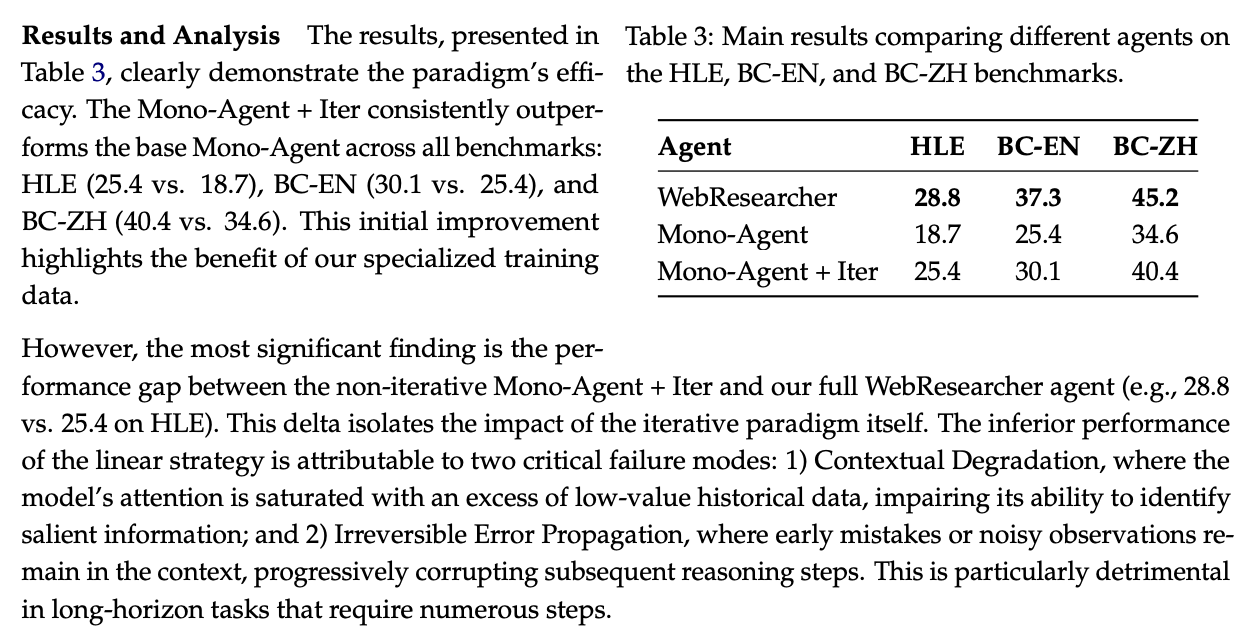 Results and Analysis The results, presented in
Table 3, clearly demonstrate the paradigm's effi-
cacy. The Mono-Agent + Iter consistently outper-
forms the base Mono-Agent across all benchmarks:
HLE (25.4 vs. 18.7), BC-EN (30.1 vs. 25.4), and
BC-ZH (40.4 vs. 34.6). This initial improvement
highlights the benefit of our specialized training
data.
Table 3: Main results comparing different agents on
the HLE, BC-EN, and BC-ZH benchmarks.
Agent HLE BC-EN BC-ZH
WebResearcher 28.8 37.3 45.2
Mono-Agent 18.7 25.4 34.6
Mono-Agent + Iter 25.4 30.1 40.4
However, the most significant finding is the per-
formance gap between the non-iterative Mono-Agent + Iter and our full WebResearcher agent (e.g., 28.8
vs. 25.4 on HLE). This delta isolates the impact of the iterative paradigm itself. The inferior performance
of the linear strategy is attributable to two critical failure modes: 1) Contextual Degradation, where the
model's attention is saturated with an excess of low-value historical data, impairing its ability to identify
salient information; and 2) Irreversible Error Propagation, where early mistakes or noisy observations re-
main in the context, progressively corrupting subsequent reasoning steps. This is particularly detrimental
in long-horizon tasks that require numerous steps.